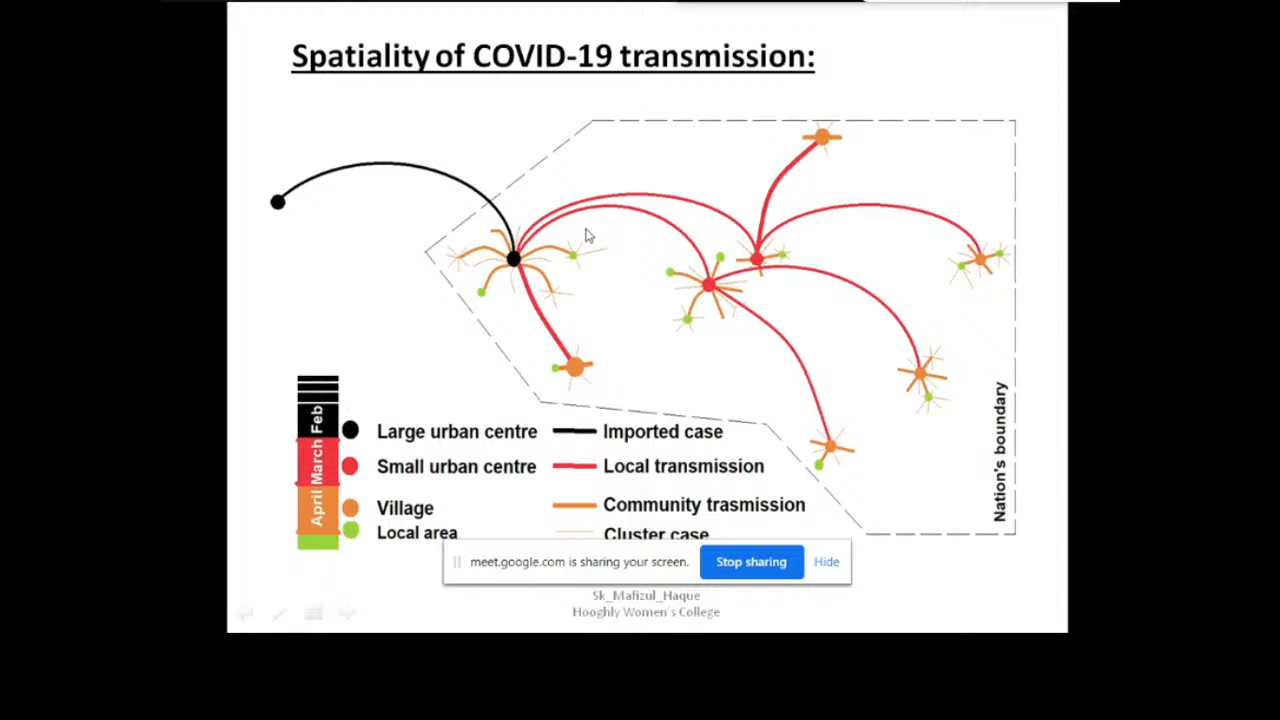 Spatiality of COVID-19 transmission:
Nation's boundary
Feb
March
April
Large urban centre
Imported case
Small urban centre
Local transmission
Village
Community trasmission
Local area
Cluster case
meet.google.com is sharing your screen.
Stop sharing
Hide
Sk_Mafizul_Haque
Hooghly Women's College